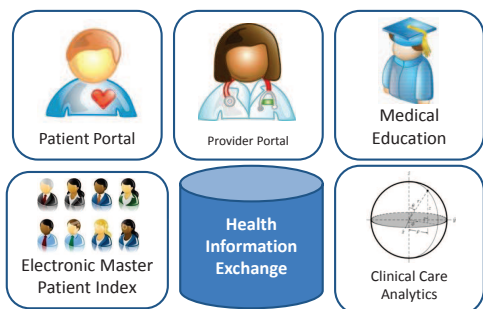 Patient Portal
Provider Portal
Medical
Education
Electronic Master
Patient Index
Health
Information
Exchange
Clinical Care
Analytics